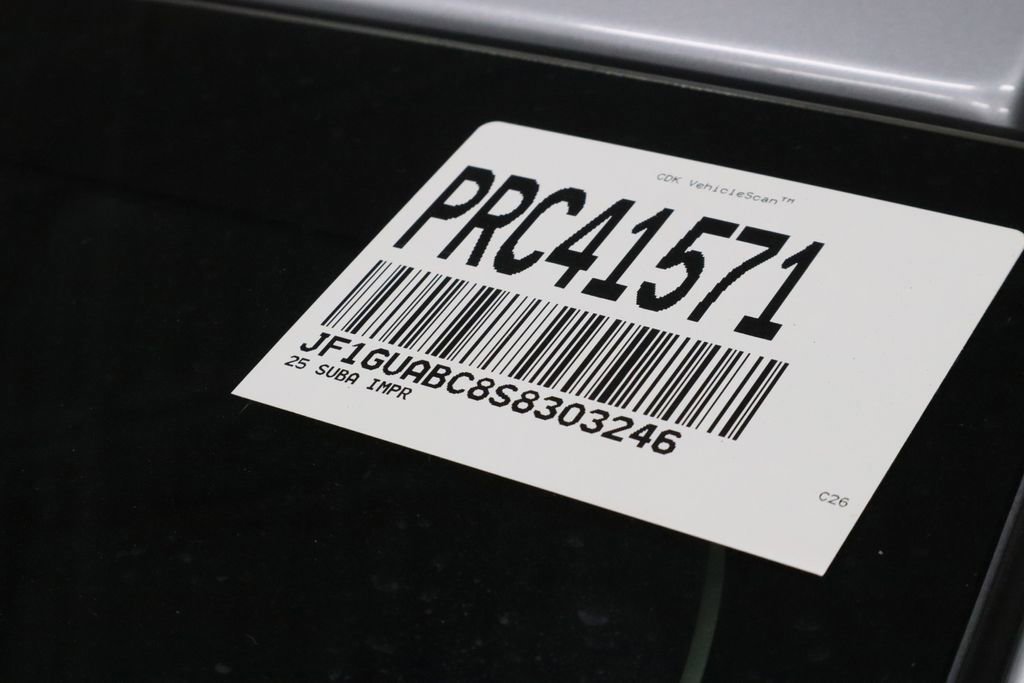 CDK VehicleScan™
PRC41571
JF1GUABC8S8303246
25 SUBA IMPR
C26